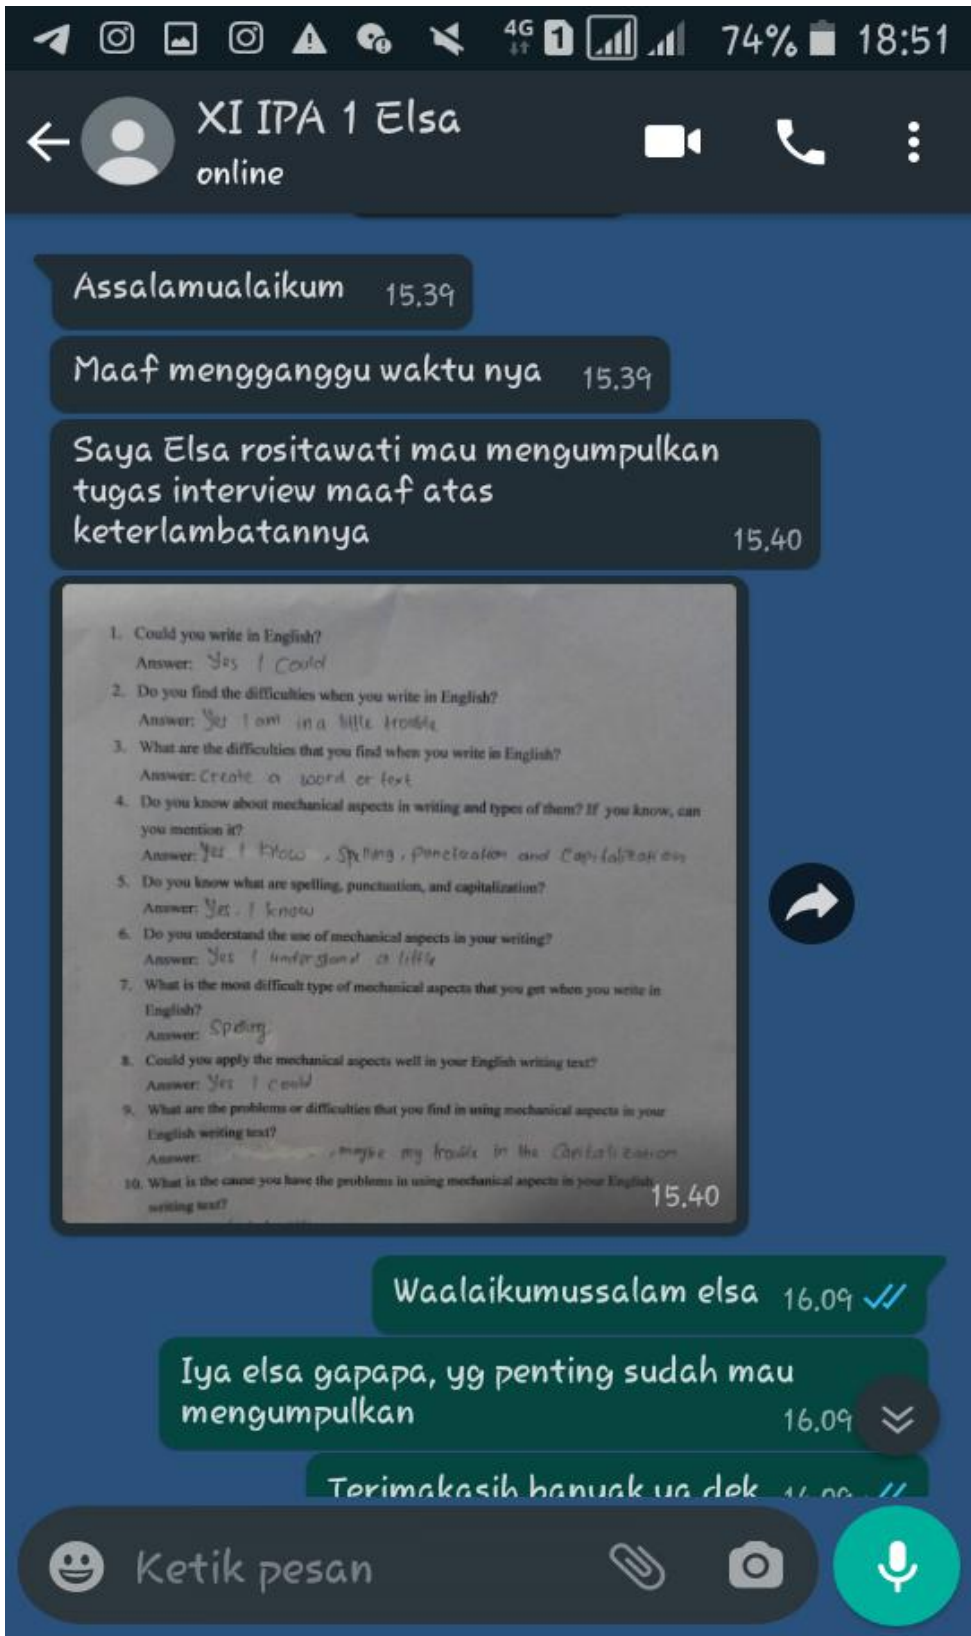 4G 1 74% 18:51
XI IPA 1 Elsa
online
Assalamualaikum 15.39
Maaf mengganggu waktu nya 15.39
Saya Elsa rositawati mau mengumpulkan
tugas interview maaf atas
keterlambatannya 15.40
1. Could you write in English?
Answer: Yes I Could
2. Do you find the difficulties when you write in English?
Answer: Yes I am in a little trouble
3. What are the difficulties that you find when you write in English?
Answer: Create a word or text
4. Do you know about mechanical aspects in writing and types of them? If you know, can
you mention it?
Answer: Yes I know, Spelling, Punctuation and Capitalization
5. Do you know what are spelling, punctuation, and capitalization?
Answer: Yes, I know
6. Do you understand the use of mechanical aspects in your writing?
Answer: Yes I understand a little
7. What is the most difficult type of mechanical aspects that you get when you write in
English?
Answer: Spelling
8. Could you apply the mechanical aspects well in your English writing text?
Answer: Yes I could
9. What are the problems or difficulties that you find in using mechanical aspects in your
English writing text?
Answer: , maybe my trouble in the Capitalization
10. What is the cause you have the problems in using mechanical aspects in your English
writing text?
15.40
Waalaikumussalam elsa 16.09
Iya elsa gapapa, yg penting sudah mau
mengumpulkan 16.09
Terimakasih banyak ya dek 16.09
Ketik pesan